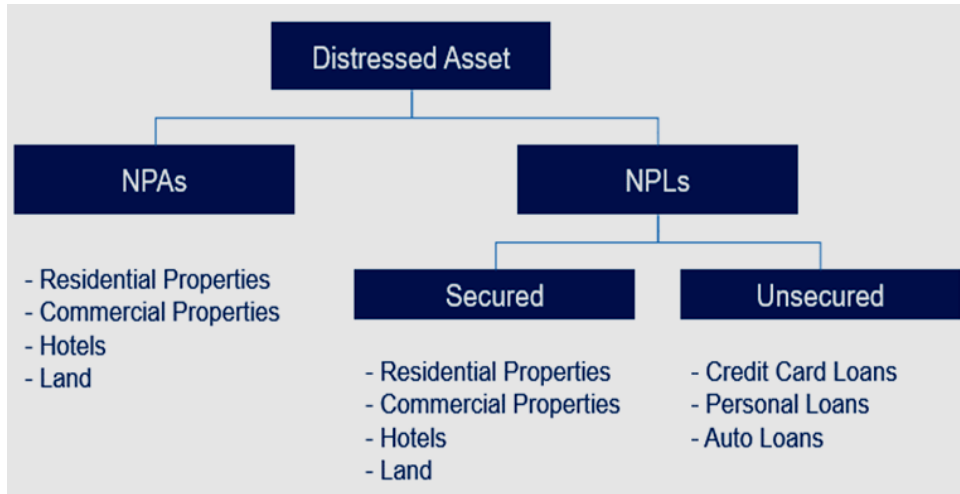 Distressed Asset
NPAs
NPLs
- Residential Properties
- Commercial Properties
- Hotels
- Land
Secured
Unsecured
- Residential Properties
- Commercial Properties
- Hotels
- Land
- Credit Card Loans
- Personal Loans
- Auto Loans